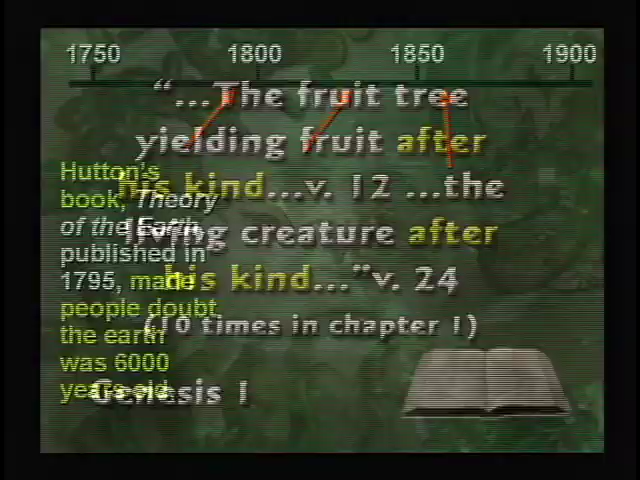 1750 1800 1850 1900
“...The fruit tree
yielding fruit after
his kind...v. 12 ...the
living creature after
his kind...”v. 24
(10 times in chapter 1)
Genesis 1
Hutton's
book, Theory
of the Earth
published in
1795, made
people doubt
the earth
was 6000
years old